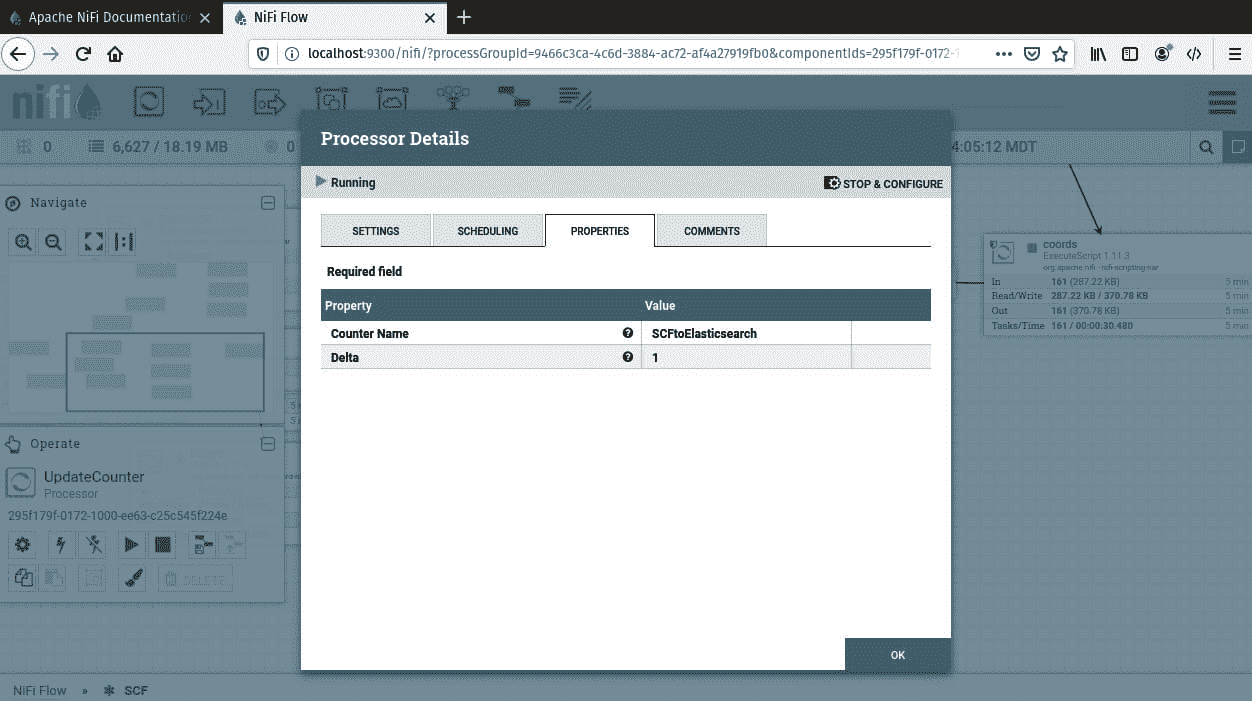 Apache NiFi Documentatio
NiFi Flow
localhost:9300/nifi/?processGroupId=9466c3ca-4c6d-3884-ac72-af4a27919fb0&componentIds=295f179f-0172-1
nifi
0 6,627 / 18.19 MB 0 4:05:12 MDT
Processor Details
Running STOP & CONFIGURE
SETTINGS SCHEDULING PROPERTIES COMMENTS
Required field
Property Value
Counter Name SCFtoElasticsearch
Delta 1
OK
Navigate
Operate
UpdateCounter
Processor
295f179f-0172-1000-ee63-c25c545f224e
DELETE
coords
ExecuteScript 1.11.3
org.apache.nifi - nifi-scripting-nar
In 161 (287.22 KB) 5 min
Read/Write 287.22 KB / 370.78 KB 5 min
Out 161 (370.78 KB) 5 min
Tasks/Time 161 / 00:00:30.480 5 min
NiFi Flow » SCF